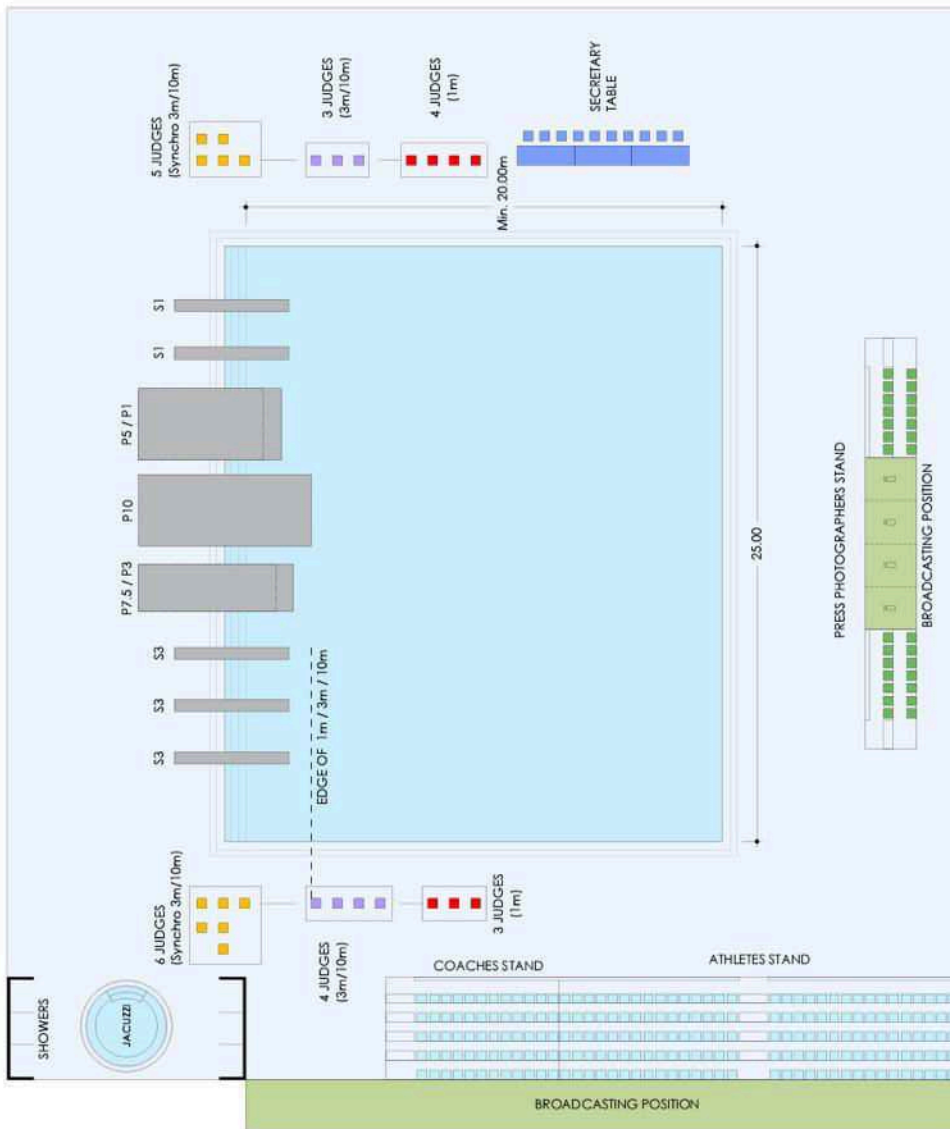 5 JUDGES
(Synchro 3m/10m)
3 JUDGES
(3m/10m)
4 JUDGES
(1m)
SECRETARY
TABLE
Min. 20.00m
S1
S1
P5 / P1
P10
P7.5 / P3
S3
S3
S3
EDGE OF 1m / 3m / 10m
25.00
PRESS PHOTOGRAPHERS STAND
BROADCASTING POSITION
6 JUDGES
(Synchro 3m/10m)
4 JUDGES
(3m/10m)
3 JUDGES
(1m)
SHOWERS
JACUZZI
COACHES STAND
ATHLETES STAND
BROADCASTING POSITION